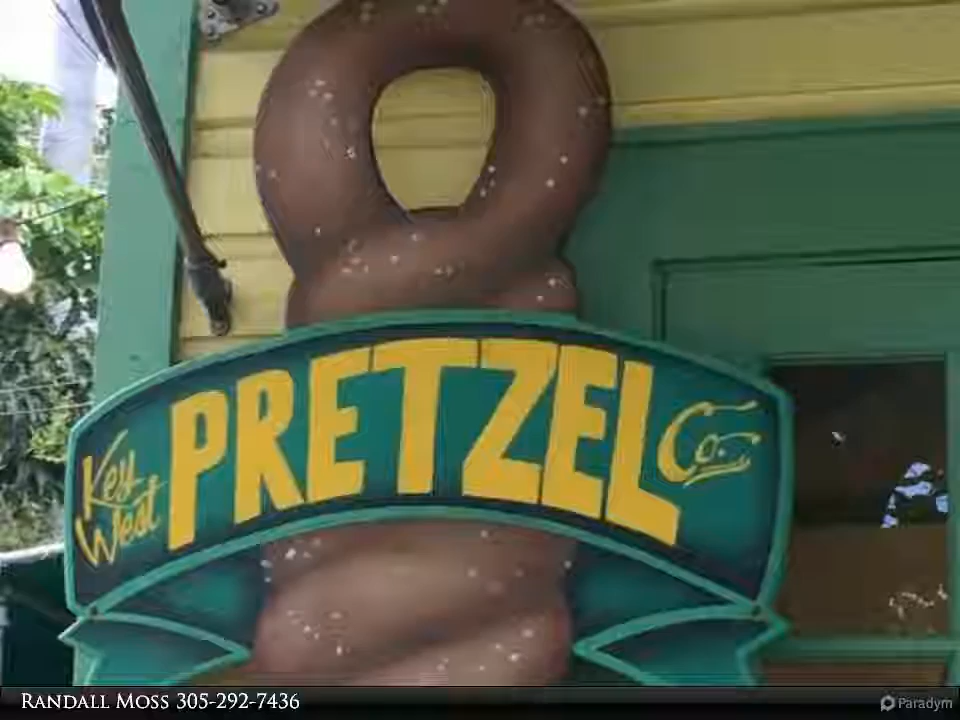 Key
West
PRETZEL
Co.
Randall Moss 305-292-7436
Paradym